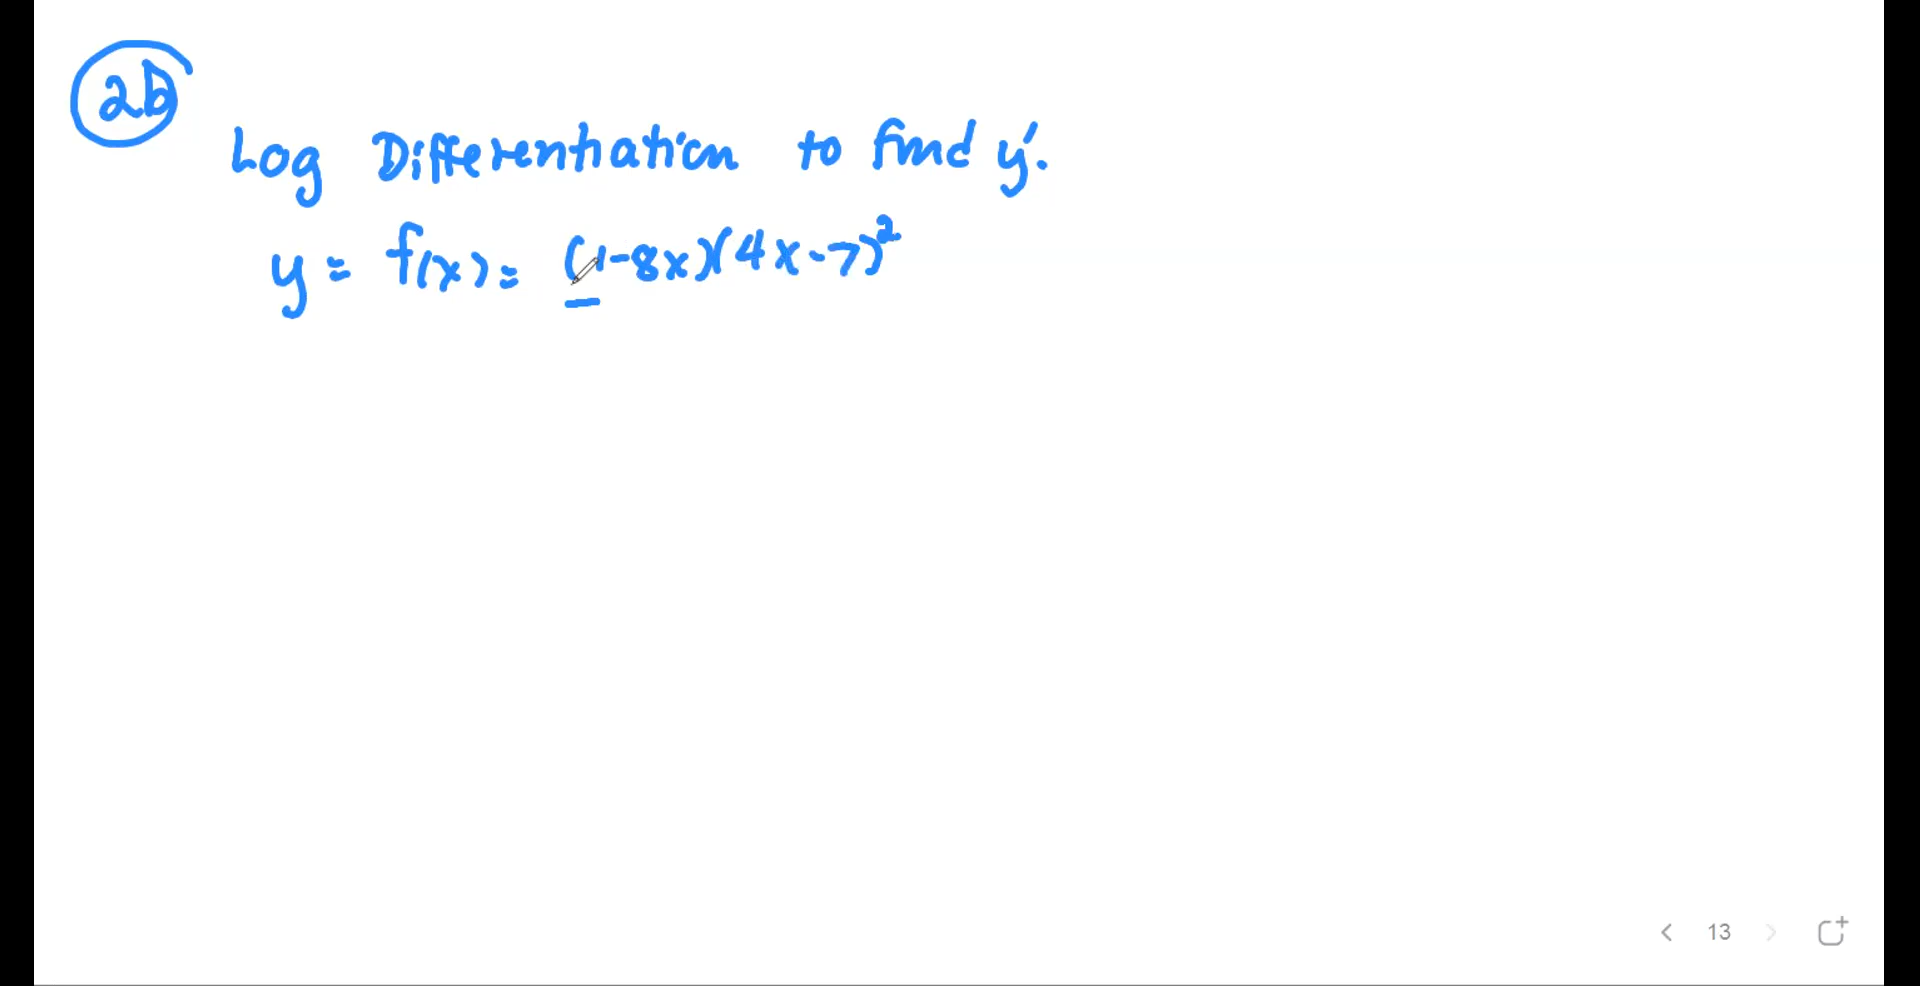 2b
Log Differentiation to find y'.
y = f(x) = (1-8x)(4x-7)²
13